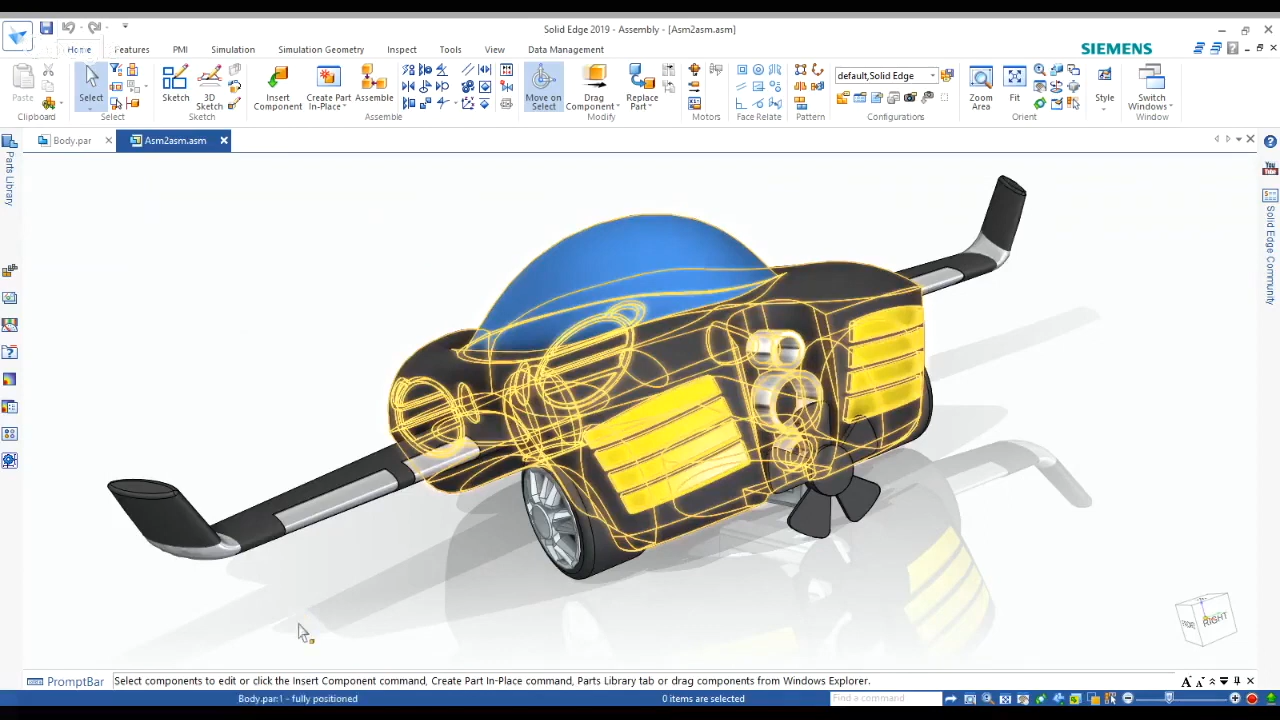 Solid Edge 2019 - Assembly - [Asm2asm.asm]
Home Features PMI Simulation Simulation Geometry Inspect Tools View Data Management SIEMENS
Paste Select Sketch 3D Sketch Insert Component Create Part In-Place Assemble Move on Select Drag Component Replace default,Solid Edge Zoom Area Fit Style Switch Windows
Clipboard Select Sketch Assemble Modify Motors Face Relate Pattern Configurations Orient Window
Body.par Asm2asm.asm
Parts Library
You Tube
Solid Edge Community
RIGHT
PromptBar Select components to edit or click the Insert Component command, Create Part In-Place command, Parts Library tab or drag components from Windows Explorer.
Body.par:1 - fully positioned 0 items are selected Find a command